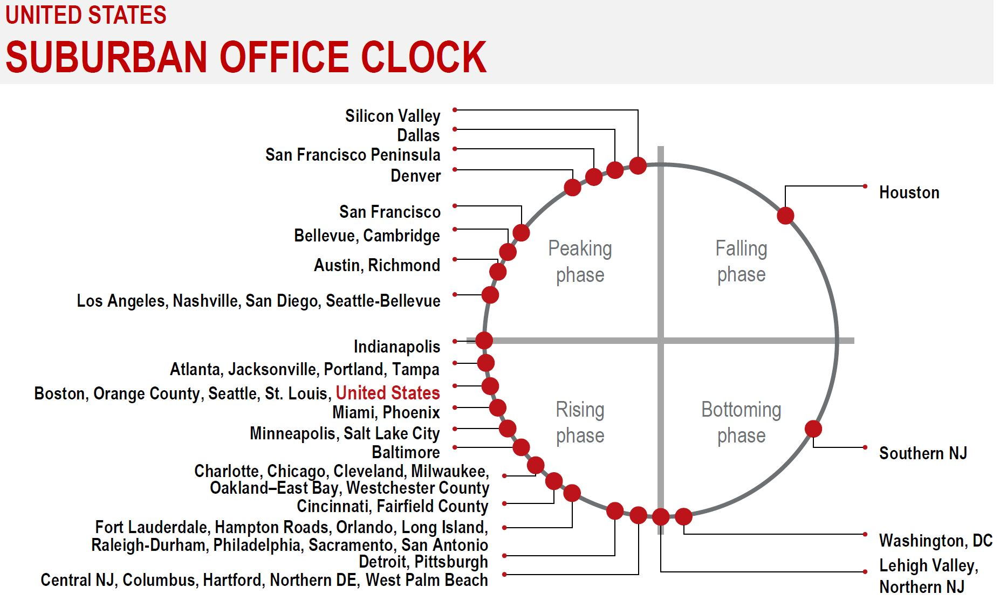 UNITED STATES
SUBURBAN OFFICE CLOCK
Silicon Valley
Dallas
San Francisco Peninsula
Denver
San Francisco
Bellevue, Cambridge
Austin, Richmond
Los Angeles, Nashville, San Diego, Seattle-Bellevue
Indianapolis
Atlanta, Jacksonville, Portland, Tampa
Boston, Orange County, Seattle, St. Louis, United States
Miami, Phoenix
Minneapolis, Salt Lake City
Baltimore
Charlotte, Chicago, Cleveland, Milwaukee,
Oakland–East Bay, Westchester County
Cincinnati, Fairfield County
Fort Lauderdale, Hampton Roads, Orlando, Long Island,
Raleigh-Durham, Philadelphia, Sacramento, San Antonio
Detroit, Pittsburgh
Central NJ, Columbus, Hartford, Northern DE, West Palm Beach
Peaking
phase
Falling
phase
Rising
phase
Bottoming
phase
Houston
Southern NJ
Washington, DC
Lehigh Valley,
Northern NJ